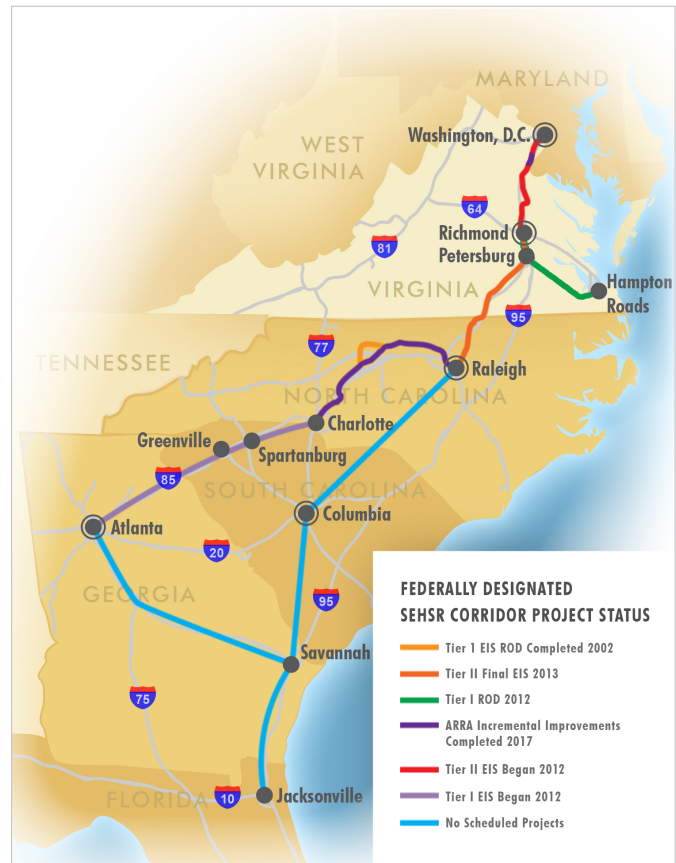 MARYLAND
Washington, D.C.
WEST
VIRGINIA
64
Richmond
81
Petersburg
Hampton
Roads
VIRGINIA
95
77
TENNESSEE
Raleigh
NORTH CAROLINA
Charlotte
Greenville
Spartanburg
85
SOUTH CAROLINA
Columbia
Atlanta
20
GEORGIA
95
Savannah
75
FLORIDA
10
Jacksonville
FEDERALLY DESIGNATED
SEHSR CORRIDOR PROJECT STATUS
Tier 1 EIS ROD Completed 2002
Tier II Final EIS 2013
Tier I ROD 2012
ARRA Incremental Improvements
Completed 2017
Tier II EIS Began 2012
Tier I EIS Began 2012
No Scheduled Projects